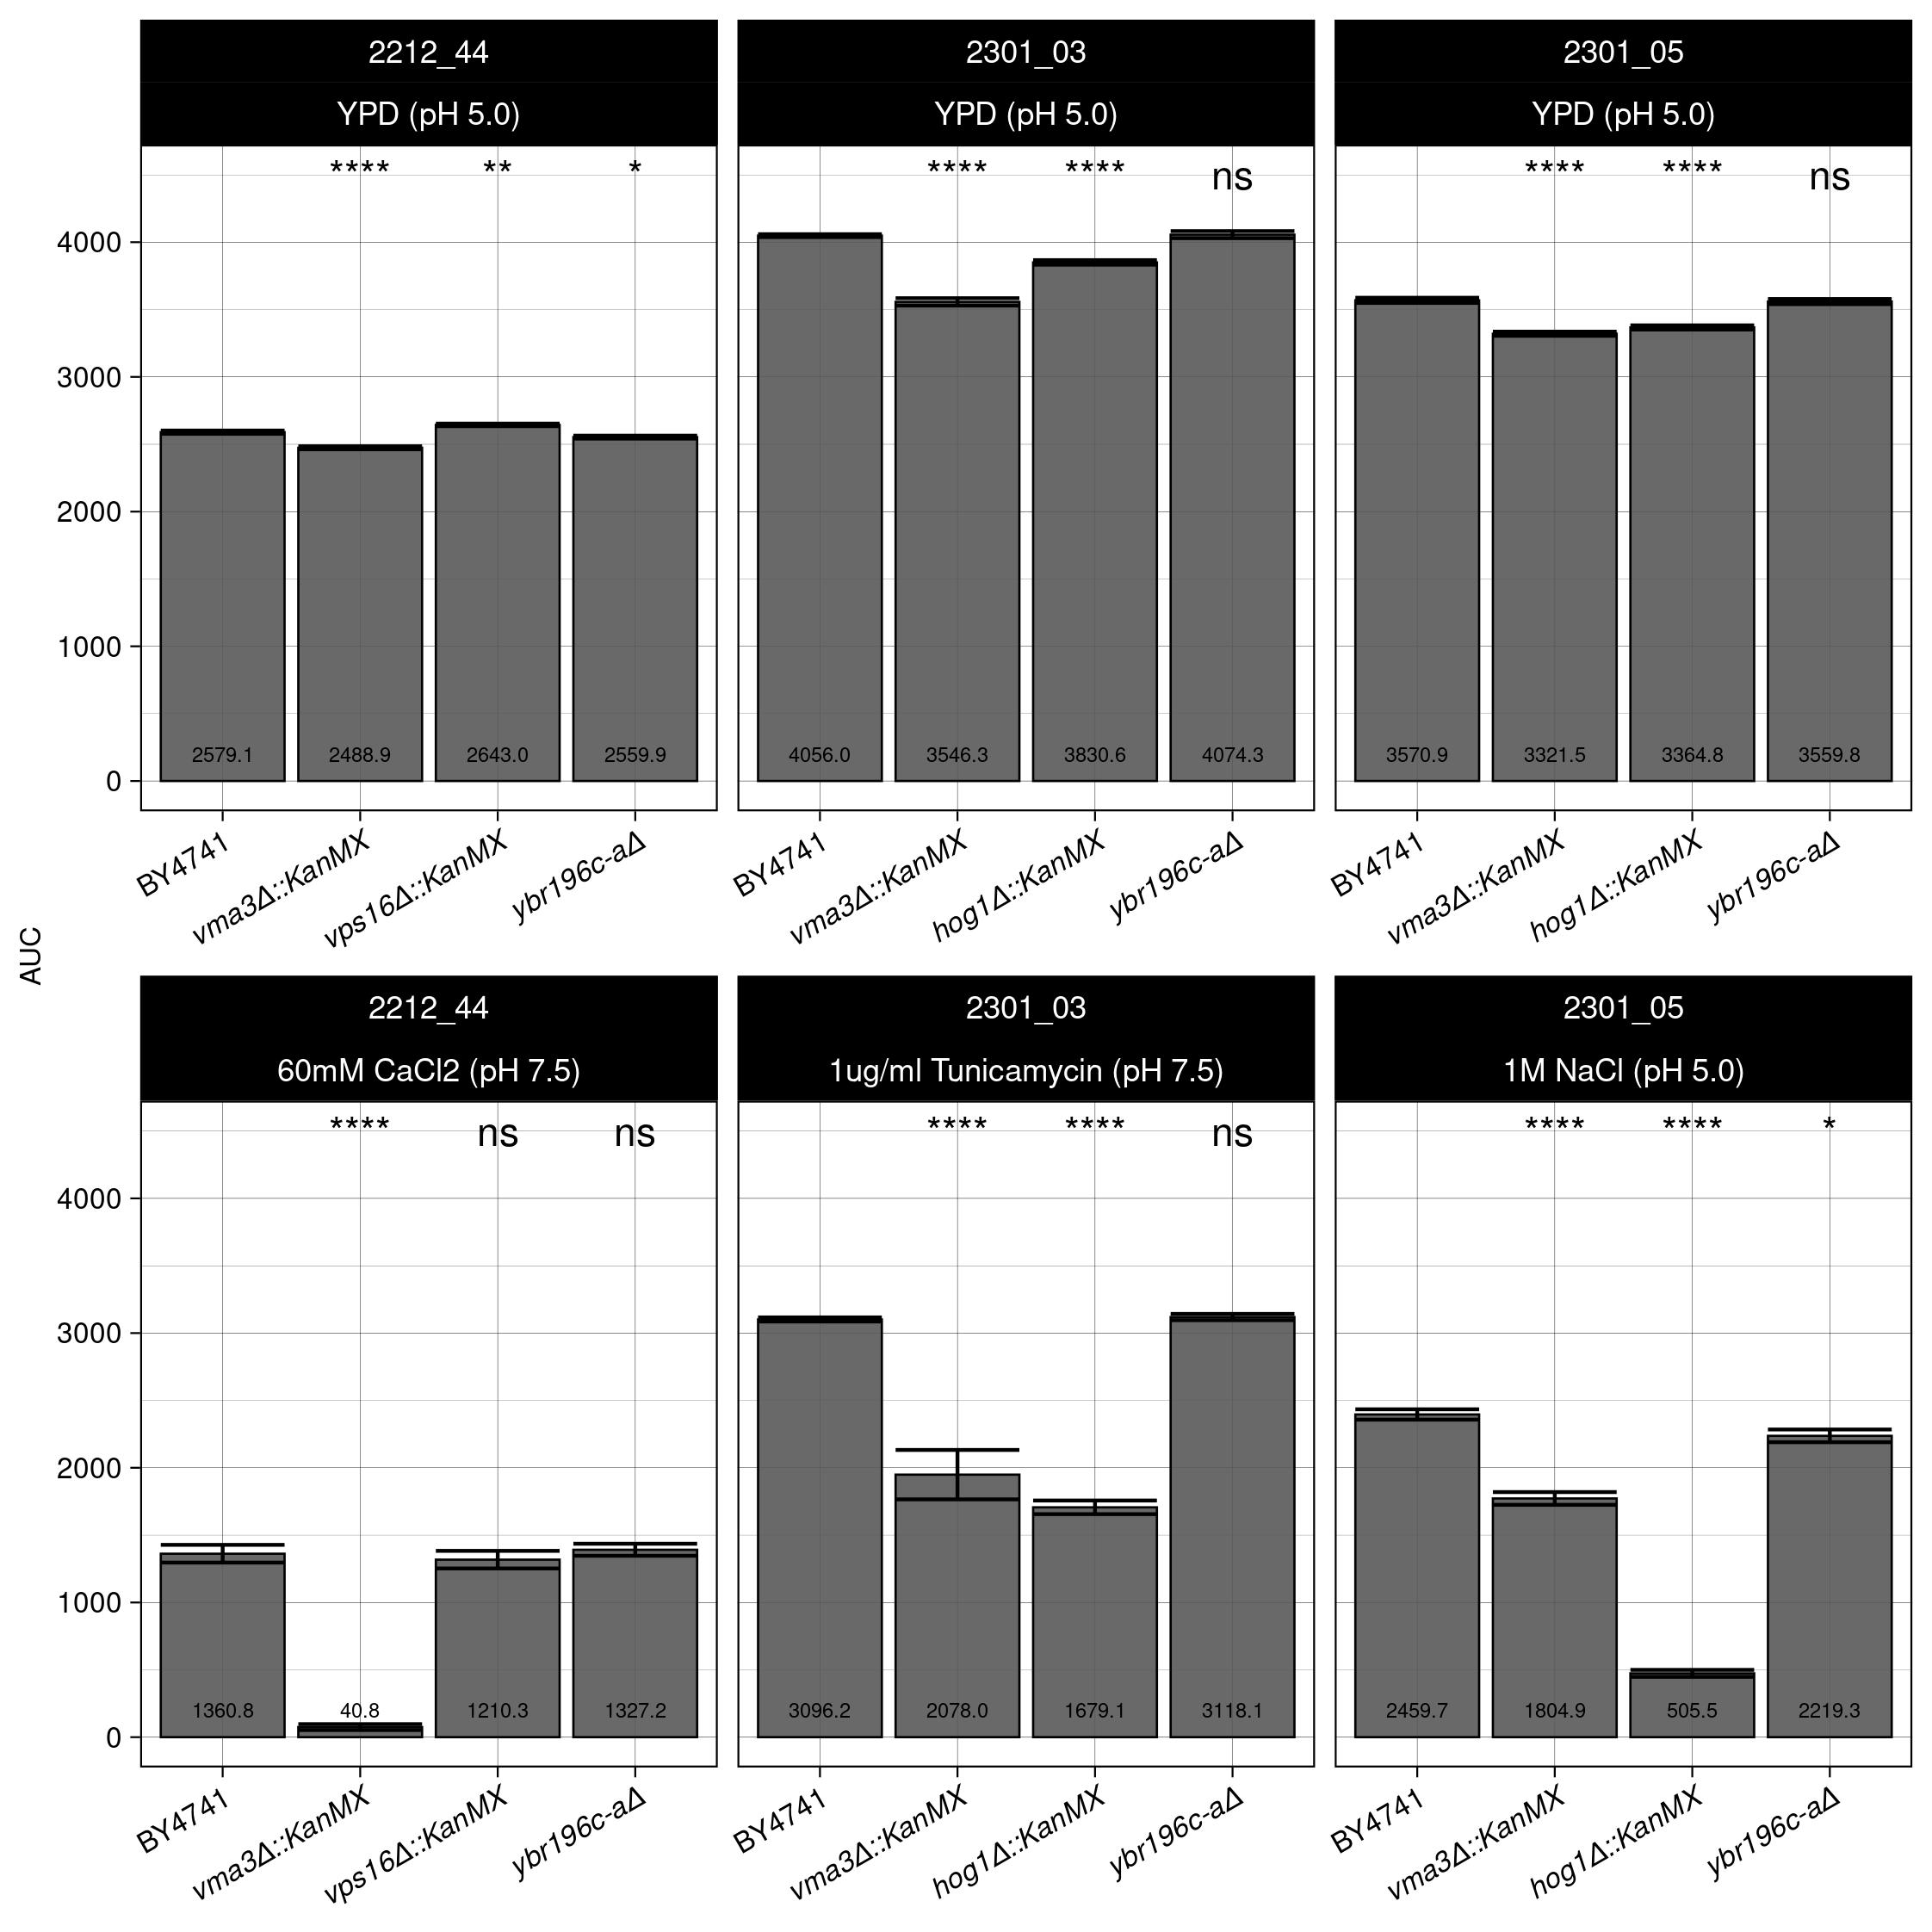 2212_44
2301_03
2301_05
YPD (pH 5.0)
YPD (pH 5.0)
YPD (pH 5.0)
****
**
*
****
****
ns
****
****
ns
4000
3000
2000
1000
0
2579.1
2488.9
2643.0
2559.9
4056.0
3546.3
3830.6
4074.3
3570.9
3321.5
3364.8
3559.8
BY4741
vma3Δ::KanMX
vps16Δ::KanMX
ybr196c-aΔ
BY4741
vma3Δ::KanMX
hog1Δ::KanMX
ybr196c-aΔ
BY4741
vma3Δ::KanMX
hog1Δ::KanMX
ybr196c-aΔ
AUC
2212_44
2301_03
2301_05
60mM CaCl2 (pH 7.5)
1ug/ml Tunicamycin (pH 7.5)
1M NaCl (pH 5.0)
****
ns
ns
****
****
ns
****
****
*
4000
3000
2000
1000
0
1360.8
40.8
1210.3
1327.2
3096.2
2078.0
1679.1
3118.1
2459.7
1804.9
505.5
2219.3
BY4741
vma3Δ::KanMX
vps16Δ::KanMX
ybr196c-aΔ
BY4741
vma3Δ::KanMX
hog1Δ::KanMX
ybr196c-aΔ
BY4741
vma3Δ::KanMX
hog1Δ::KanMX
ybr196c-aΔ